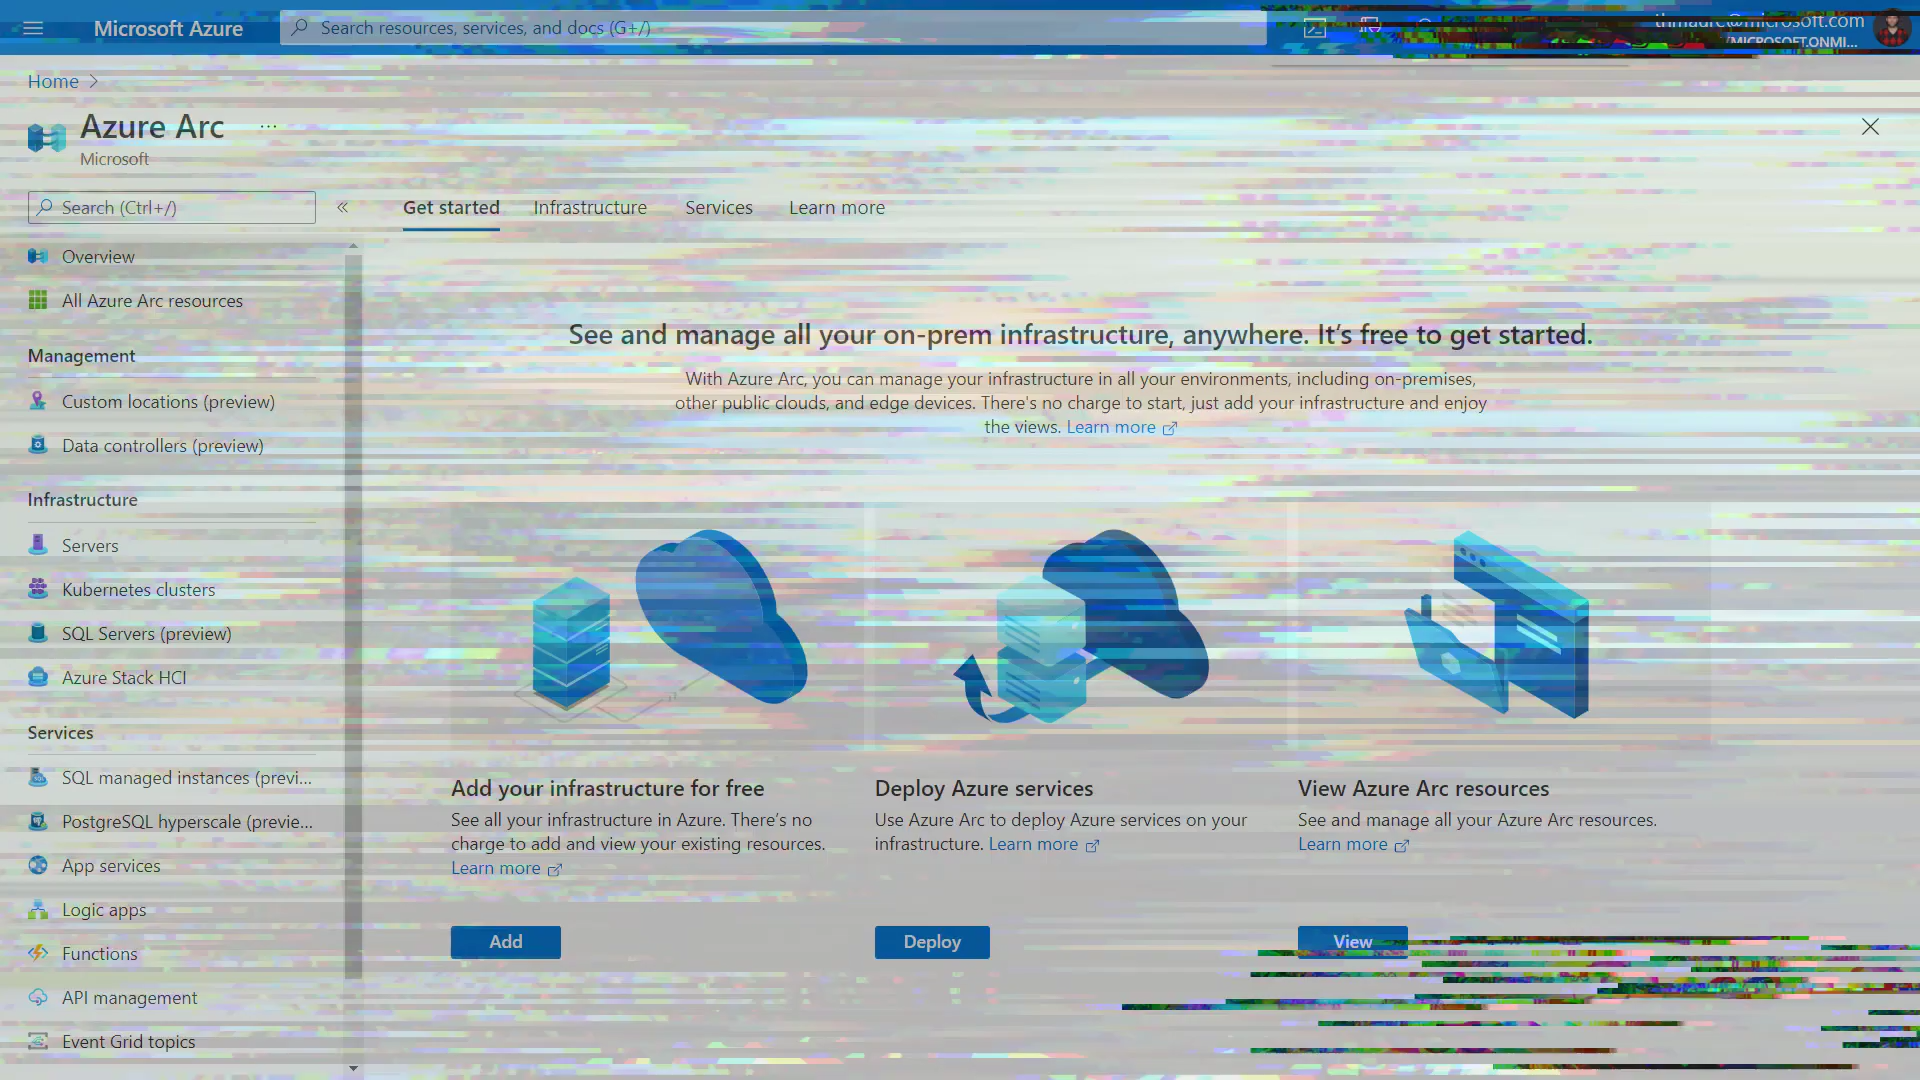 Microsoft Azure
Search resources, services, and docs (G+/)
thmaure@microsoft.com
MICROSOFT.ONMI...
Home
Azure Arc
...
Microsoft
Search (Ctrl+/)
«
Get started
Infrastructure
Services
Learn more
Overview
All Azure Arc resources
Management
Custom locations (preview)
Data controllers (preview)
Infrastructure
Servers
Kubernetes clusters
SQL Servers (preview)
Azure Stack HCI
Services
SQL managed instances (previ...
PostgreSQL hyperscale (previe...
App services
Logic apps
Functions
API management
Event Grid topics
See and manage all your on-prem infrastructure, anywhere. It's free to get started.
With Azure Arc, you can manage your infrastructure in all your environments, including on-premises,
other public clouds, and edge devices. There's no charge to start, just add your infrastructure and enjoy
the views. Learn more
Add your infrastructure for free
See all your infrastructure in Azure. There's no
charge to add and view your existing resources.
Learn more
Add
Deploy Azure services
Use Azure Arc to deploy Azure services on your
infrastructure. Learn more
Deploy
View Azure Arc resources
See and manage all your Azure Arc resources.
Learn more
View